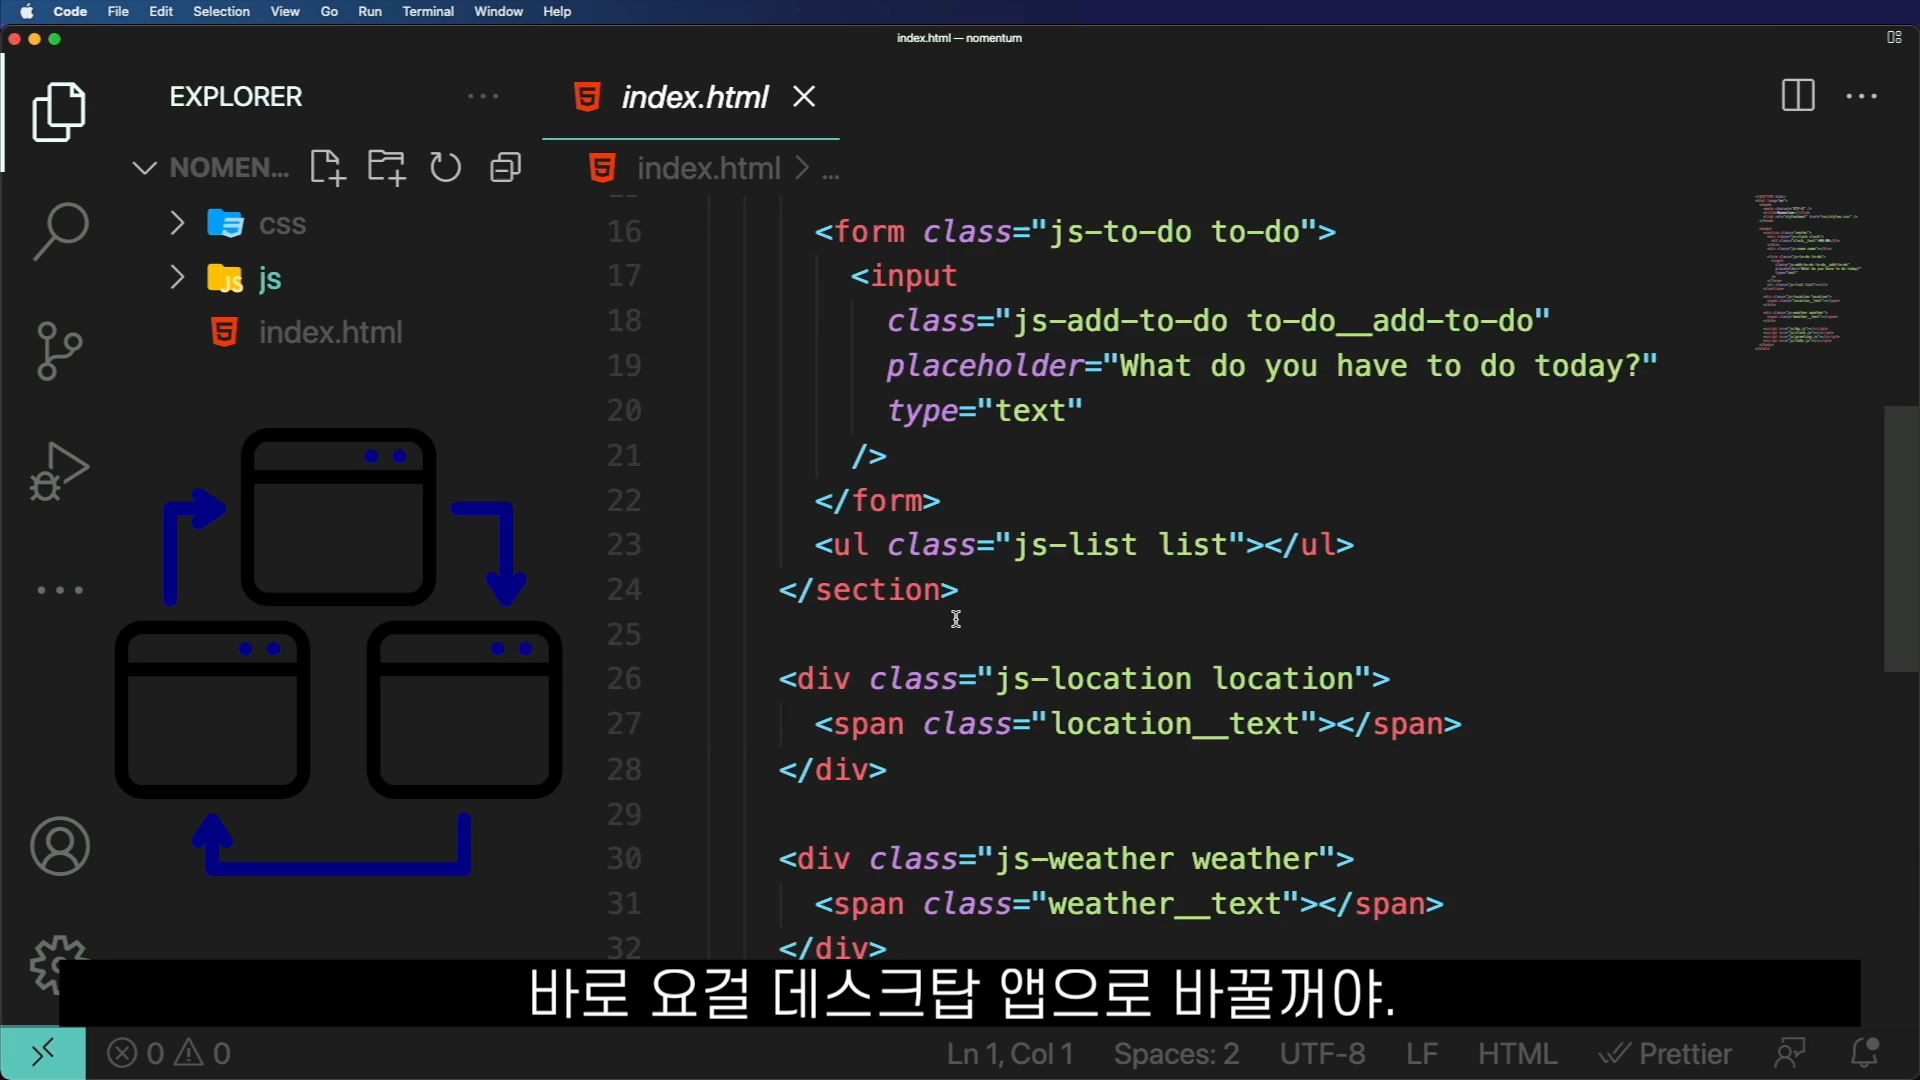 Code File Edit Selection View Go Run Terminal Window Help
index.html — nomentum
EXPLORER ...
index.html
NOMEN...
index.html > ...
css
js
index.html
16 <form class="js-to-do to-do">
17 <input
18 class="js-add-to-do to-do__add-to-do"
19 placeholder="What do you have to do today?"
20 type="text"
21 />
22 </form>
23 <ul class="js-list list"></ul>
24 </section>
25
26 <div class="js-location location">
27 <span class="location__text"></span>
28 </div>
29
30 <div class="js-weather weather">
31 <span class="weather__text"></span>
32 </div>
바로 요걸 데스크탑 앱으로 바꿀꺼야.
0 0 Ln 1, Col 1 Spaces: 2 UTF-8 LF HTML Prettier